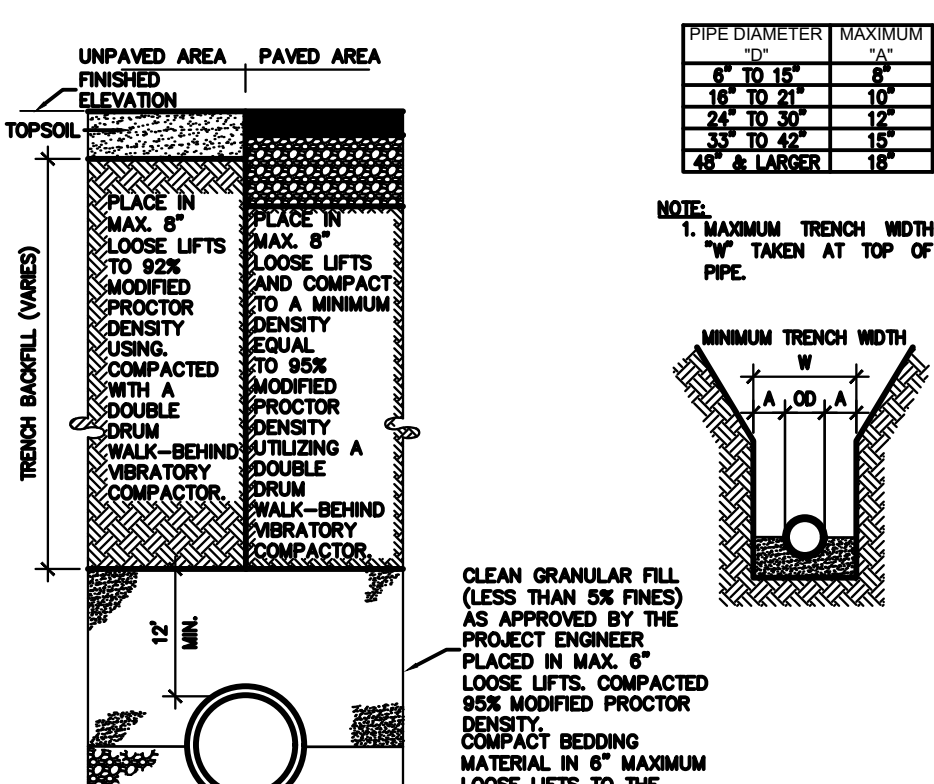 UNPAVED AREA
PAVED AREA
FINISHED
ELEVATION
TOPSOIL
TRENCH BACKFILL (VARIES)
PLACE IN
MAX. 8"
LOOSE LIFTS
TO 92%
MODIFIED
PROCTOR
DENSITY
USING.
COMPACTED
WITH A
DOUBLE
DRUM
WALK-BEHIND
VIBRATORY
COMPACTOR.
PLACE IN
MAX. 8"
LOOSE LIFTS
AND COMPACT
TO A MINIMUM
DENSITY
EQUAL
TO 95%
MODIFIED
PROCTOR
DENSITY
UTILIZING A
DOUBLE
DRUM
WALK-BEHIND
VIBRATORY
COMPACTOR.
12'
MIN.
CLEAN GRANULAR FILL
(LESS THAN 5% FINES)
AS APPROVED BY THE
PROJECT ENGINEER
PLACED IN MAX. 6"
LOOSE LIFTS. COMPACTED
95% MODIFIED PROCTOR
DENSITY.
COMPACT BEDDING
MATERIAL IN 6" MAXIMUM
LOOSE LIFTS TO THE
PIPE DIAMETER MAXIMUM
"D" "A"
6" TO 15" 8"
16" TO 21" 10"
24" TO 30" 12"
33" TO 42" 15"
48" & LARGER 18"
NOTE:
1. MAXIMUM TRENCH WIDTH
"W" TAKEN AT TOP OF
PIPE.
MINIMUM TRENCH WIDTH
W
A OD A